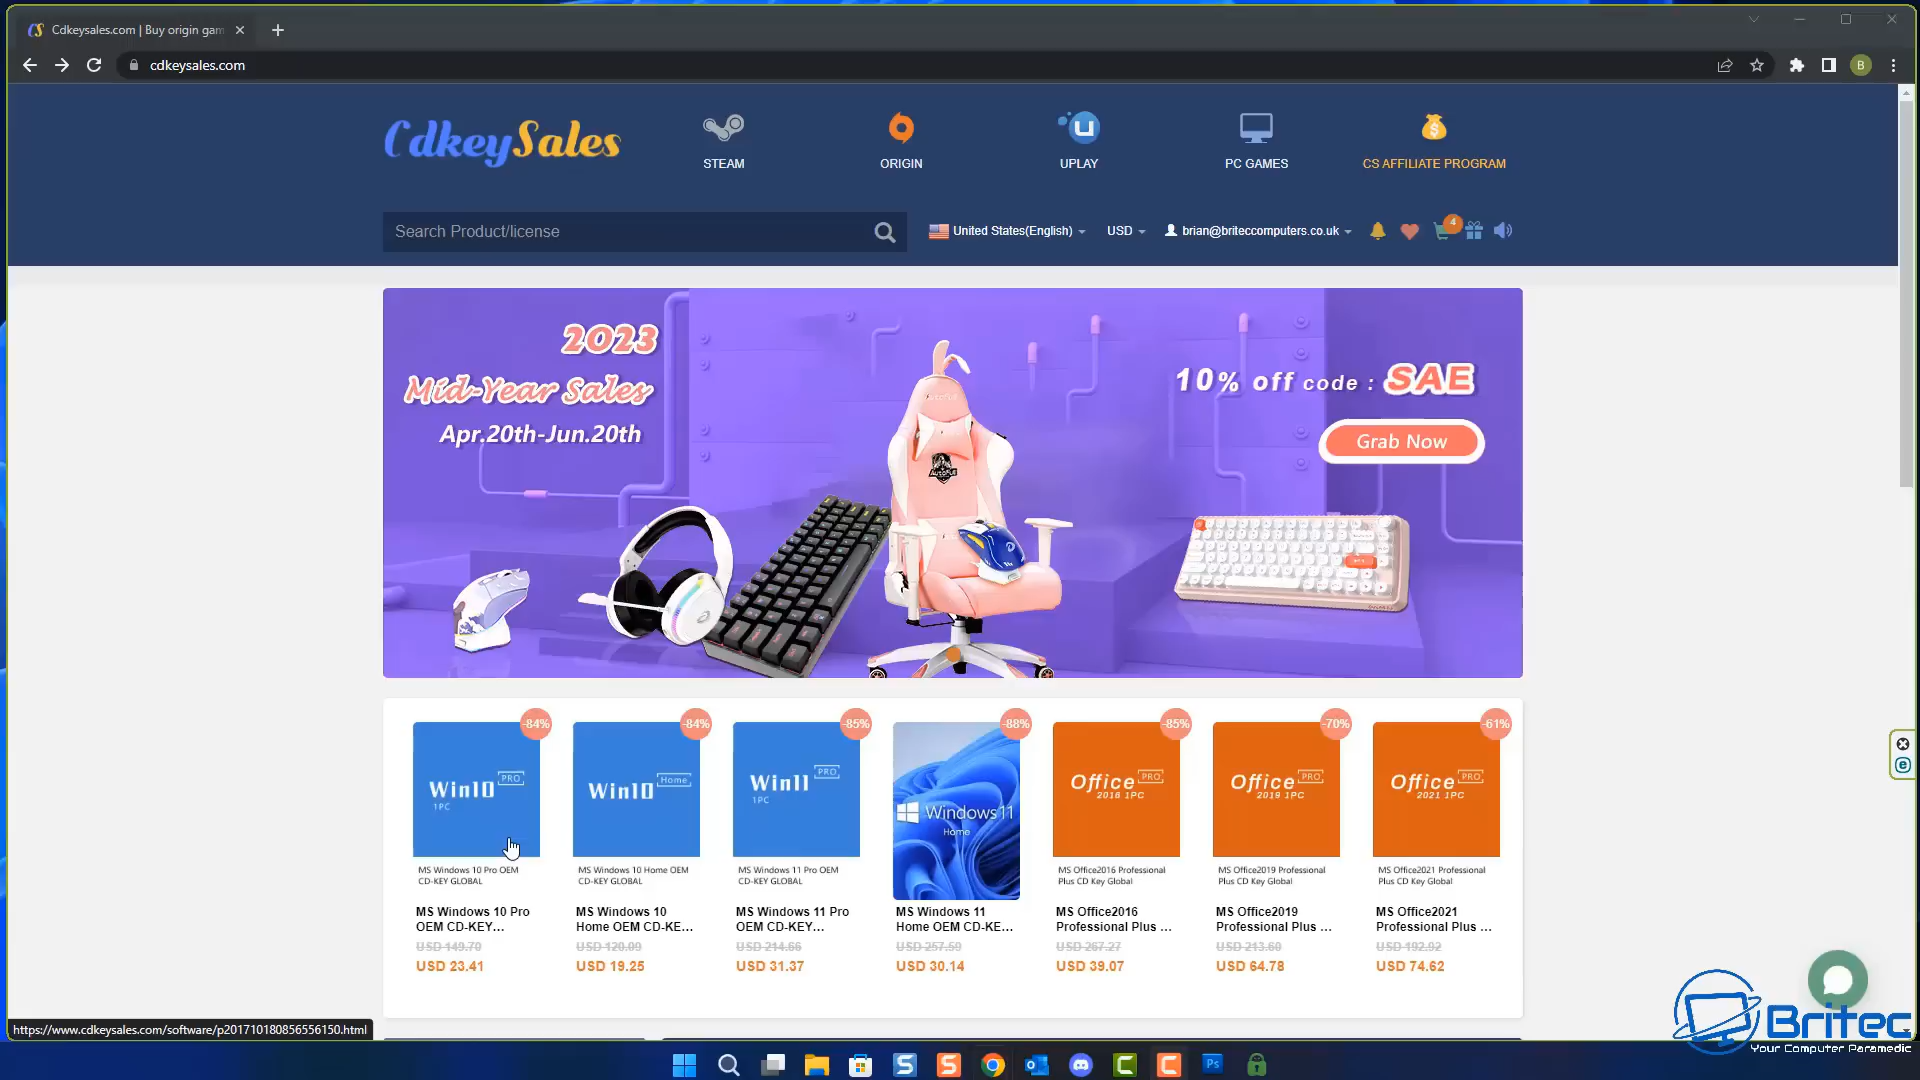 Cdkeysales.com | Buy origin gam
cdkeysales.com
B
CdkeySales
STEAM
ORIGIN
UPLAY
PC GAMES
CS AFFILIATE PROGRAM
Search Product/license
United States(English)
USD
brian@briteccomputers.co.uk
4
2023
Mid-Year Sales
Apr.20th-Jun.20th
10% off code : SAE
Grab Now
AutoFull
-84%
-84%
-85%
-88%
-85%
-70%
-61%
Win10 PRO
1PC
Win10 Home
Win11 PRO
1PC
Windows 11
Home
Office PRO
2016 1PC
Office PRO
2019 1PC
Office PRO
2021 1PC
MS Windows 10 Pro OEM
CD-KEY GLOBAL
MS Windows 10 Home OEM
CD-KEY GLOBAL
MS Windows 11 Pro OEM
CD-KEY GLOBAL
MS Office2016 Professional
Plus CD Key Global
MS Office2019 Professional
Plus CD Key Global
MS Office2021 Professional
Plus CD Key Global
MS Windows 10 Pro
OEM CD-KEY...
USD 149.70
USD 23.41
MS Windows 10
Home OEM CD-KE...
USD 120.09
USD 19.25
MS Windows 11 Pro
OEM CD-KEY...
USD 214.66
USD 31.37
MS Windows 11
Home OEM CD-KE...
USD 257.59
USD 30.14
MS Office2016
Professional Plus ...
USD 267.27
USD 39.07
MS Office2019
Professional Plus ...
USD 213.60
USD 64.78
MS Office2021
Professional Plus ...
USD 192.92
USD 74.62
https://www.cdkeysales.com/software/p201710180856556150.html
Britec
Your Computer Paramedic